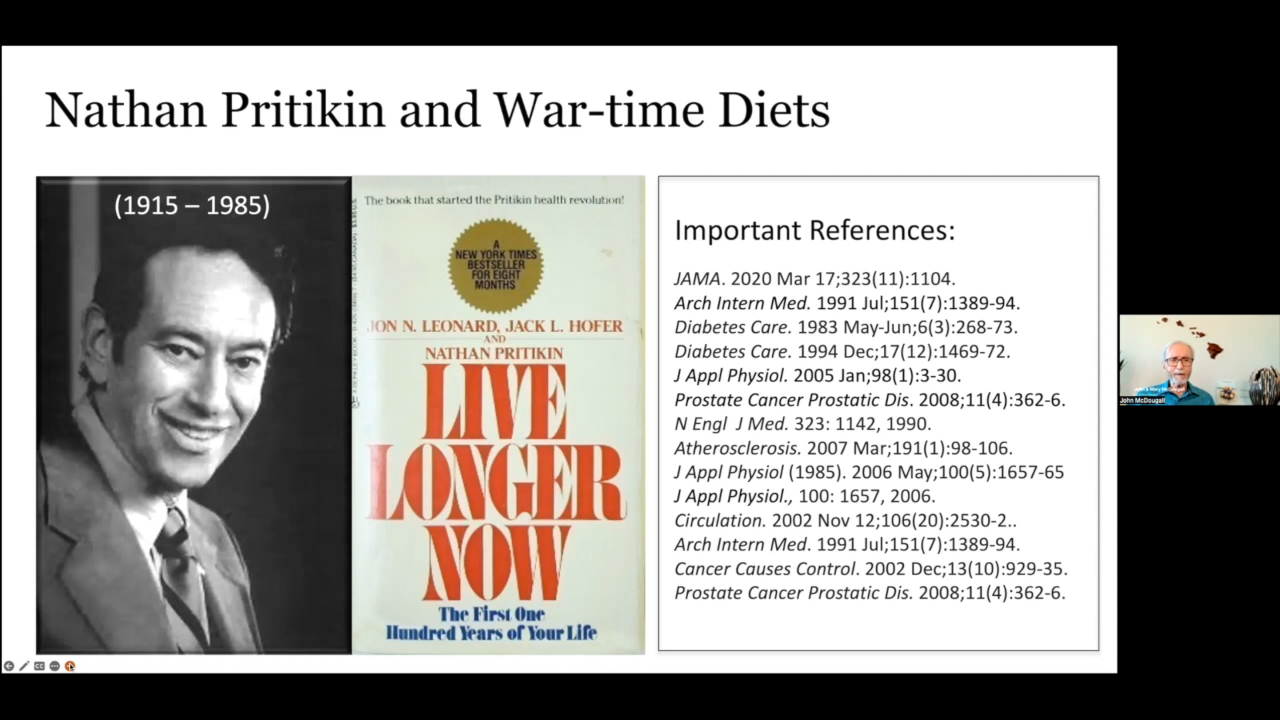 Nathan Pritikin and War-time Diets
(1915 – 1985)
The book that started the Pritikin health revolution!
A
NEW YORK TIMES
BESTSELLER
FOR EIGHT
MONTHS
JON N. LEONARD, JACK L. HOFER
AND
NATHAN PRITIKIN
LIVE
LONGER
NOW
The First One
Hundred Years of Your Life
Important References:
JAMA. 2020 Mar 17;323(11):1104.
Arch Intern Med. 1991 Jul;151(7):1389-94.
Diabetes Care. 1983 May-Jun;6(3):268-73.
Diabetes Care. 1994 Dec;17(12):1469-72.
J Appl Physiol. 2005 Jan;98(1):3-30.
Prostate Cancer Prostatic Dis. 2008;11(4):362-6.
N Engl J Med. 323: 1142, 1990.
Atherosclerosis. 2007 Mar;191(1):98-106.
J Appl Physiol (1985). 2006 May;100(5):1657-65
J Appl Physiol., 100: 1657, 2006.
Circulation. 2002 Nov 12;106(20):2530-2..
Arch Intern Med. 1991 Jul;151(7):1389-94.
Cancer Causes Control. 2002 Dec;13(10):929-35.
Prostate Cancer Prostatic Dis. 2008;11(4):362-6.
John McDougall